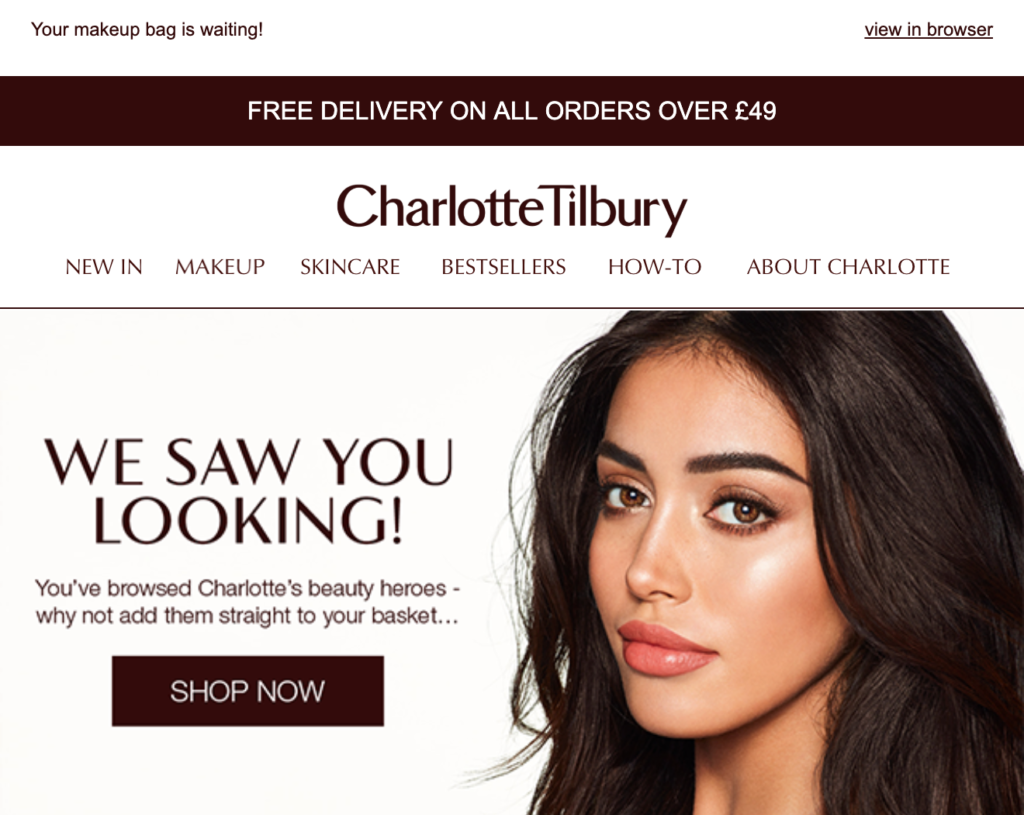 Your makeup bag is waiting!
view in browser
FREE DELIVERY ON ALL ORDERS OVER £49
CharlotteTilbury
NEW IN MAKEUP SKINCARE BESTSELLERS HOW-TO ABOUT CHARLOTTE
WE SAW YOU
LOOKING!
You’ve browsed Charlotte’s beauty heroes -
why not add them straight to your basket…
SHOP NOW